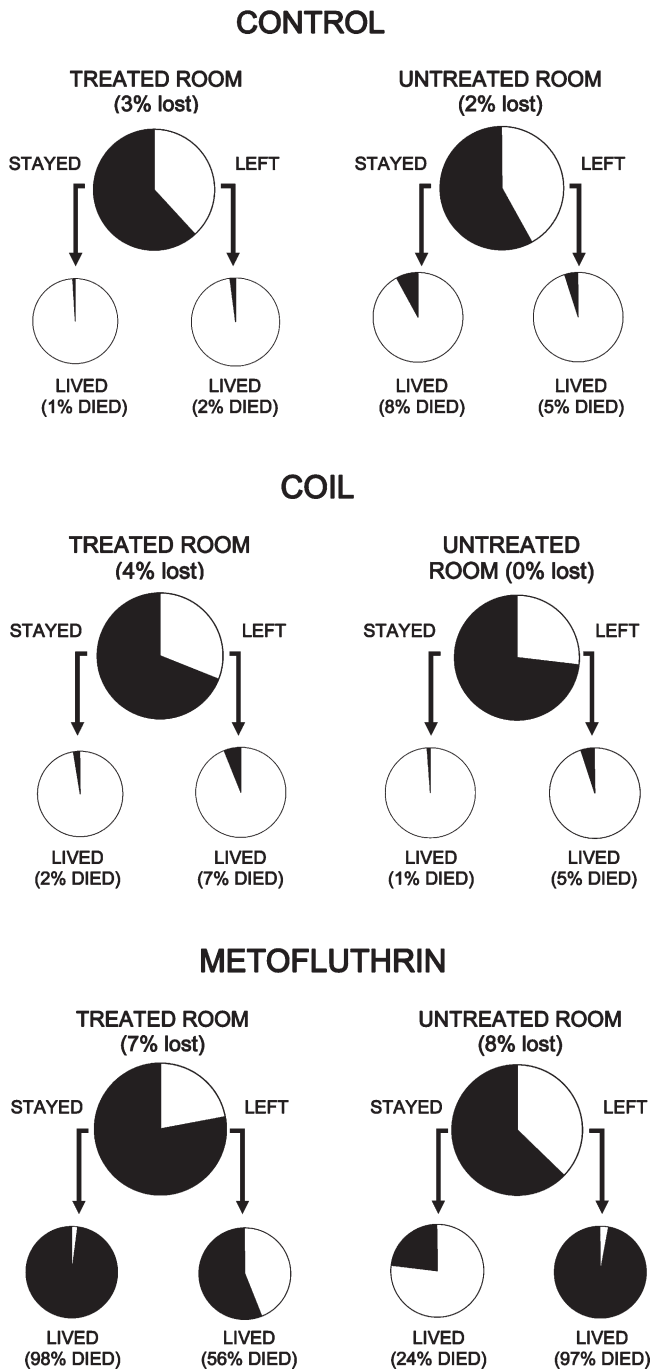 CONTROL
TREATED ROOM
(3% lost)
UNTREATED ROOM
(2% lost)
STAYED
LEFT
STAYED
LEFT
LIVED
(1% DIED)
LIVED
(2% DIED)
LIVED
(8% DIED)
LIVED
(5% DIED)
COIL
TREATED ROOM
(4% lost)
UNTREATED
ROOM (0% lost)
STAYED
LEFT
STAYED
LEFT
LIVED
(2% DIED)
LIVED
(7% DIED)
LIVED
(1% DIED)
LIVED
(5% DIED)
METOFLUTHRIN
TREATED ROOM
(7% lost)
UNTREATED ROOM
(8% lost)
STAYED
LEFT
STAYED
LEFT
LIVED
(98% DIED)
LIVED
(56% DIED)
LIVED
(24% DIED)
LIVED
(97% DIED)